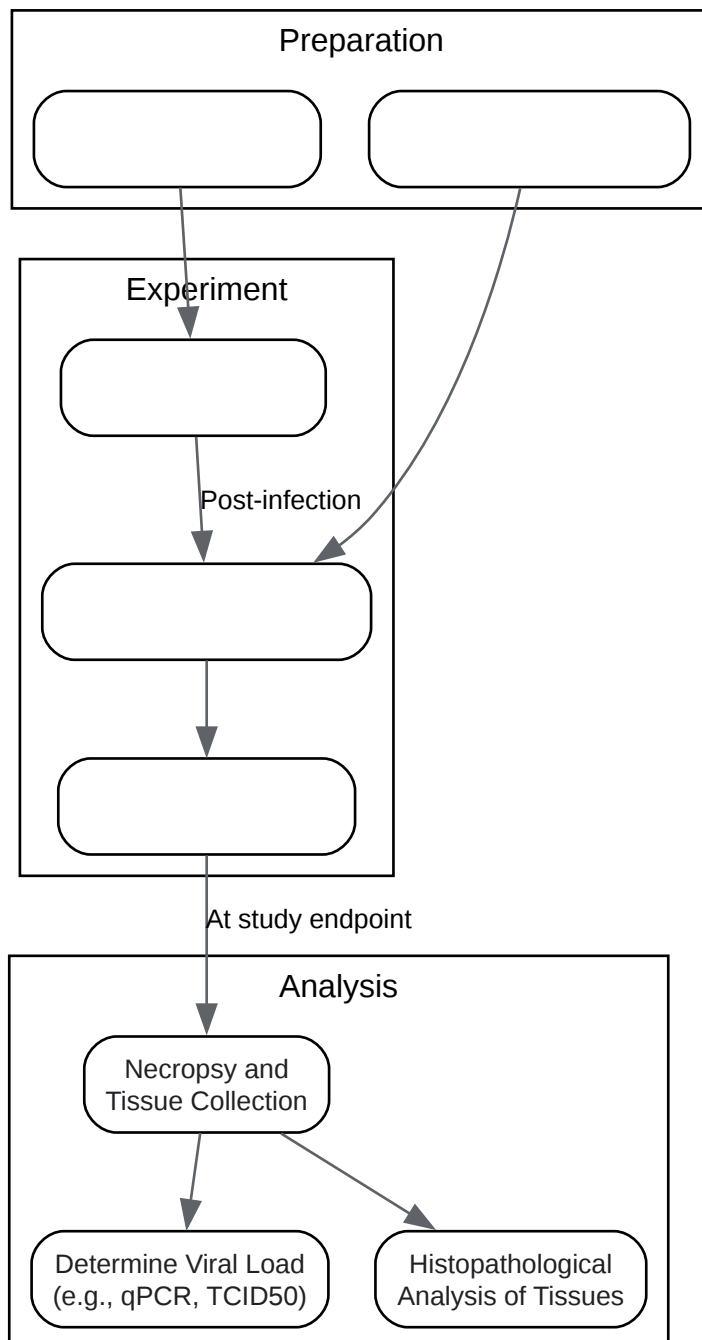 Preparation
Experiment
Post-infection
At study endpoint
Analysis
Necropsy and
Tissue Collection
Determine Viral Load
(e.g., qPCR, TCID50)
Histopathological
Analysis of Tissues